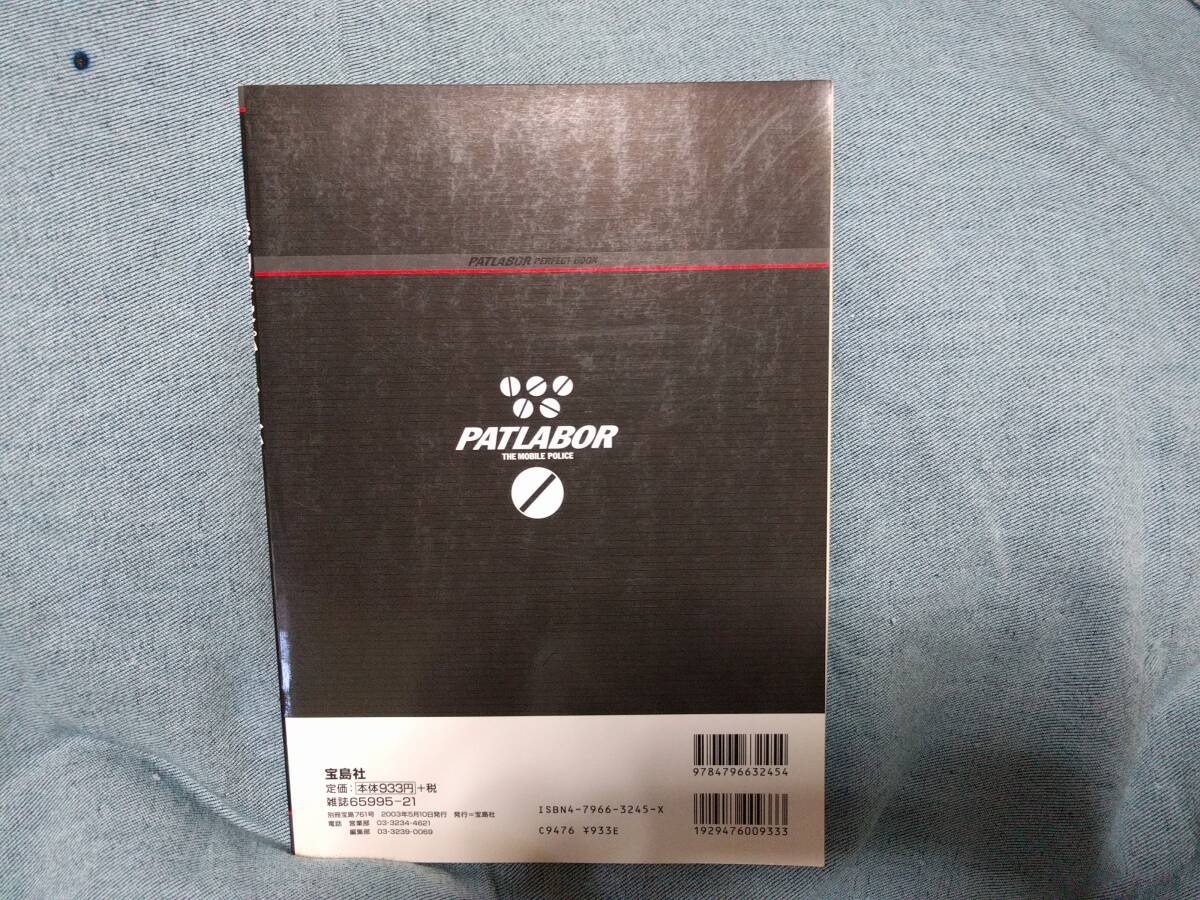 PATLABOR PERFECT BOOK
PATLABOR
THE MOBILE POLICE
宝島社
定価:本体933円+税
雑誌65995-21
別冊宝島761号 2003年5月10日発行 発行=宝島社
電話 営業部 03-3234-4621
編集部 03-3239-0069
ISBN4-7966-3245-X
C9476 ¥933E
9784796632454
1929476009333